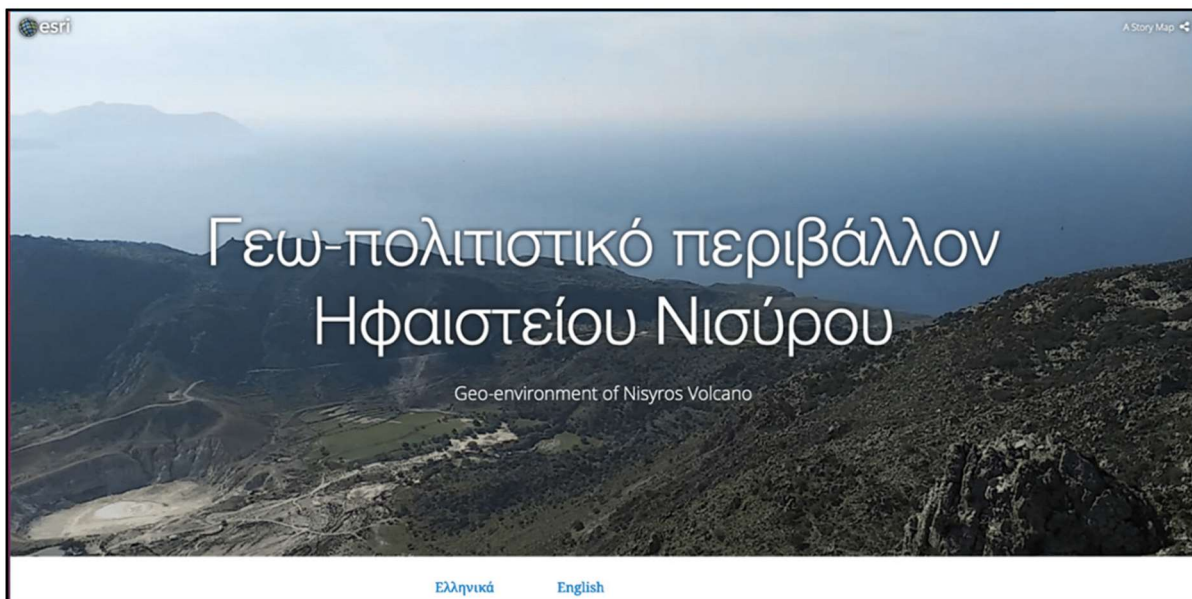 esri
A Story Map
Γεω-πολιτιστικό περιβάλλον
Ηφαιστείου Νισύρου
Geo-environment of Nisyros Volcano
Ελληνικά English